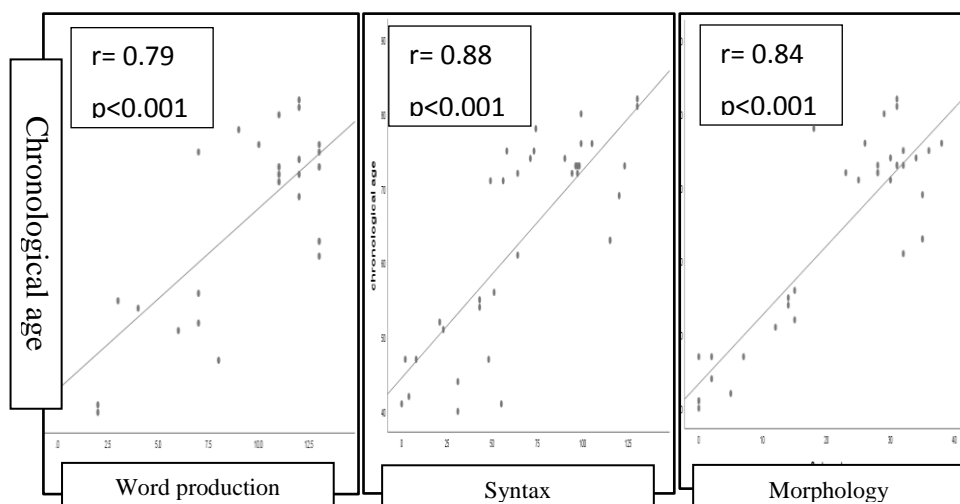 Chronological age
r= 0.79
p<0.001
.0 2.5 5.0 7.5 10.0 12.5
Word production
r= 0.88
p<0.001
chronological age
0 25 50 75 100 125
Syntax
r= 0.84
p<0.001
0 10 20 30 40
Morphology